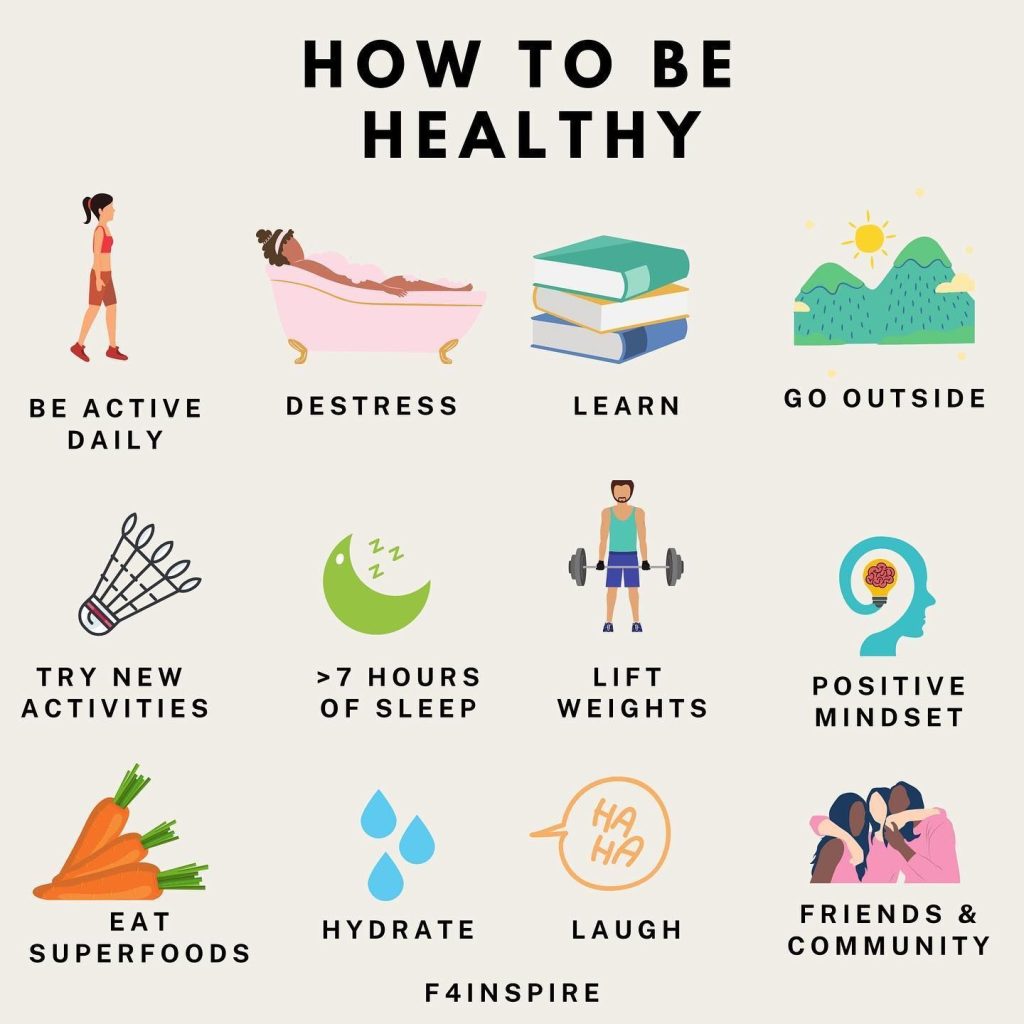 HOW TO BE
HEALTHY
BE ACTIVE
DAILY
DESTRESS
LEARN
GO OUTSIDE
TRY NEW
ACTIVITIES
Z Z
Z
>7 HOURS
OF SLEEP
LIFT
WEIGHTS
POSITIVE
MINDSET
EAT
SUPERFOODS
HYDRATE
HA
HA
LAUGH
FRIENDS &
COMMUNITY
F4INSPIRE